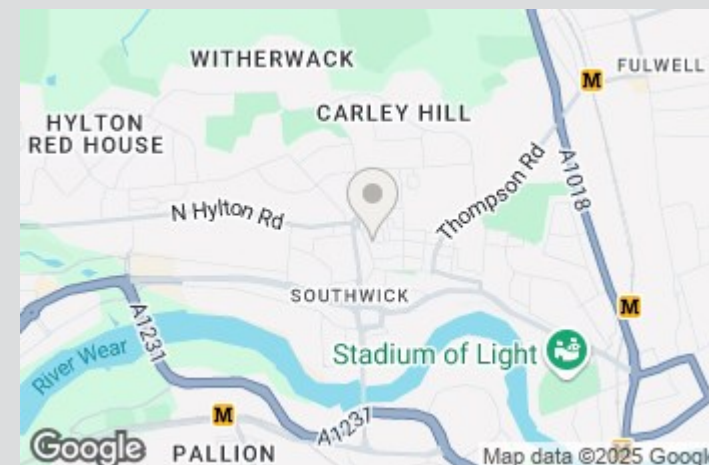 WITHERWACK
FULWELL
M
CARLEY HILL
HYLTON
RED HOUSE
A1018
Thompson Rd
N Hylton Rd
SOUTHWICK
M
A1231
River Wear
Stadium of Light
M
A1231
Google
PALLION
M
Map data ©2025 Google